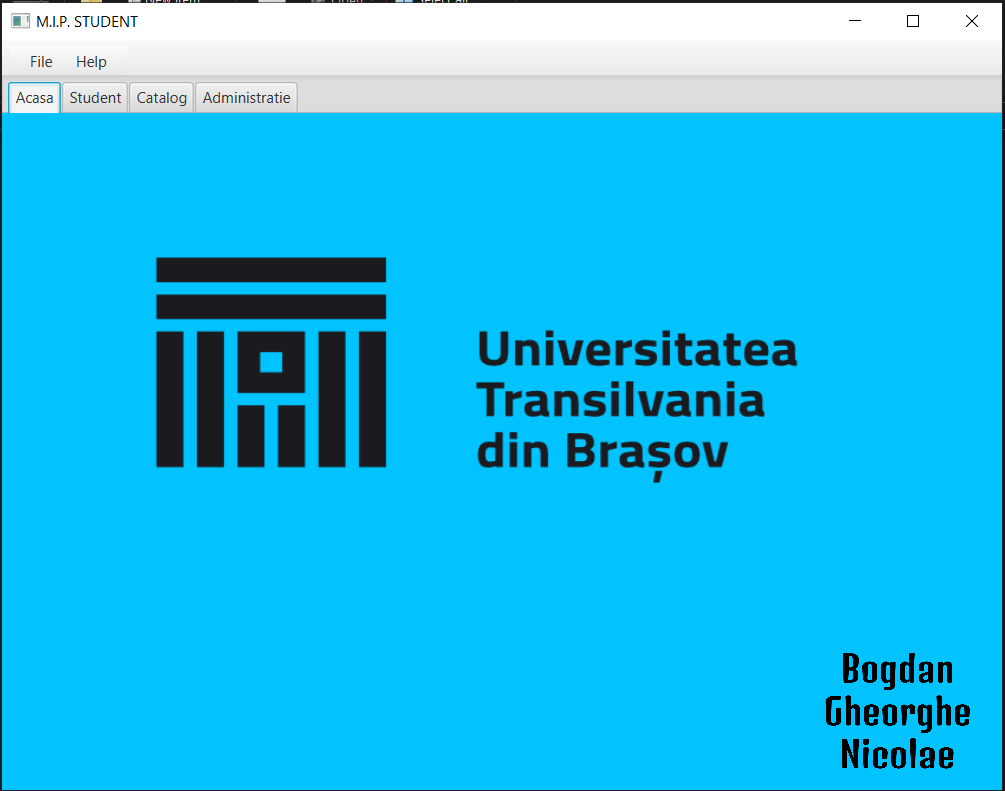 M.I.P. STUDENT
File Help
Acasa Student Catalog Administratie
Universitatea
Transilvania
din Brașov
Bogdan
Gheorghe
Nicolae